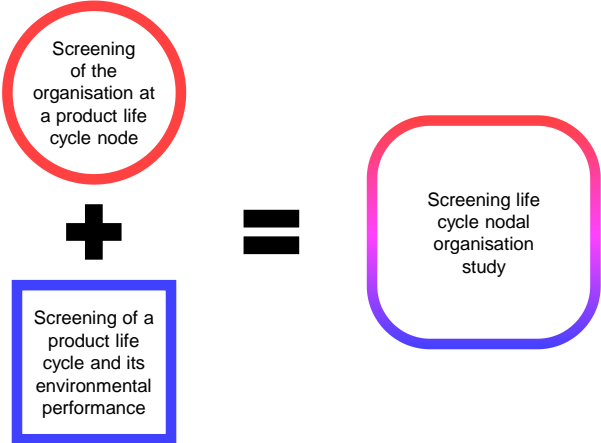 Screening
of the
organisation at
a product life
cycle node
Screening of a
product life
cycle and its
environmental
performance
Screening life
cycle nodal
organisation
study